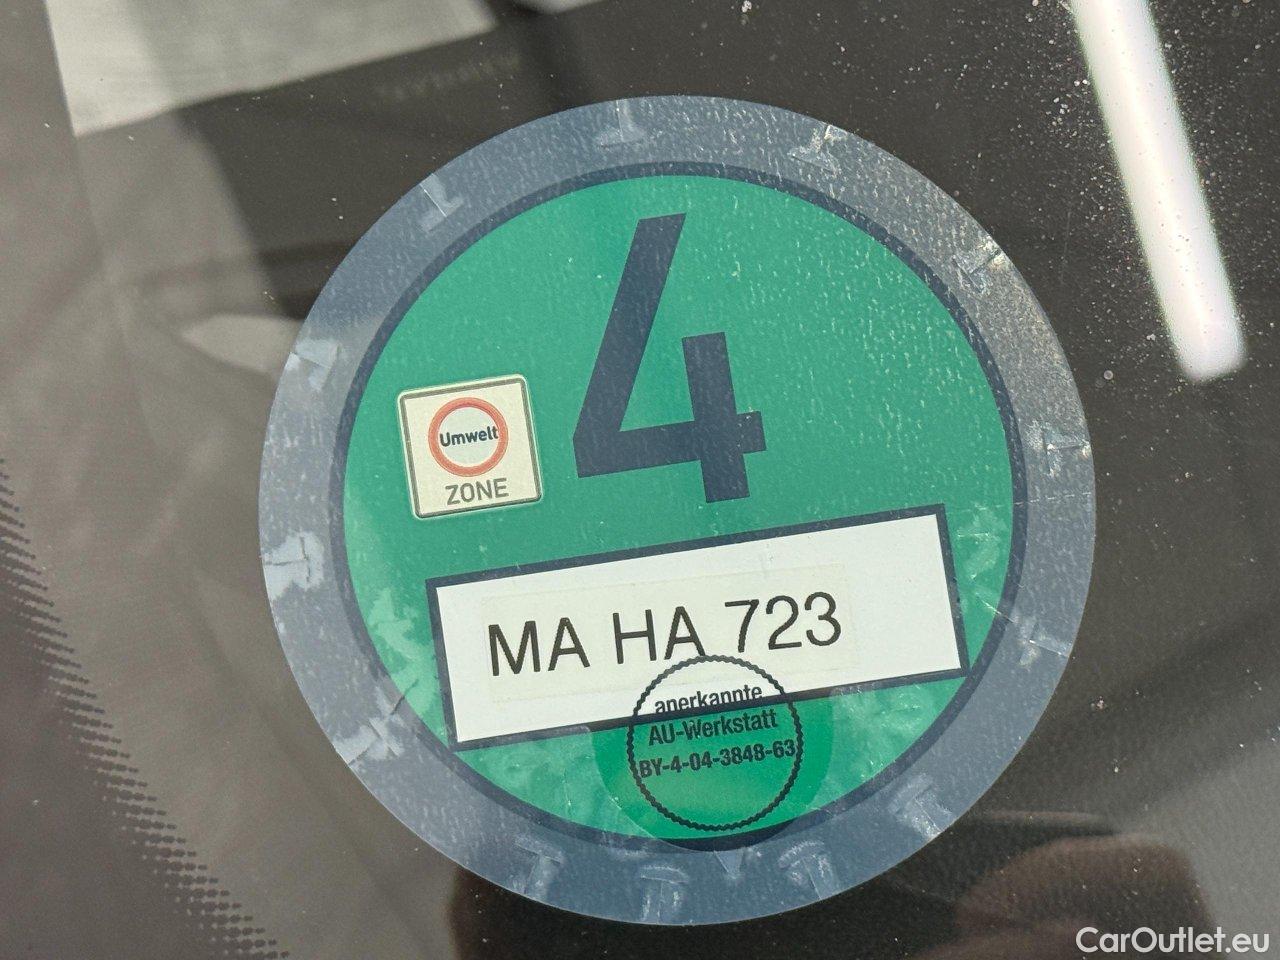 4
Umwelt
ZONE
MA HA 723
anerkannte
AU-Werkstatt
BY-4-04-3848-63
CarOutlet.eu